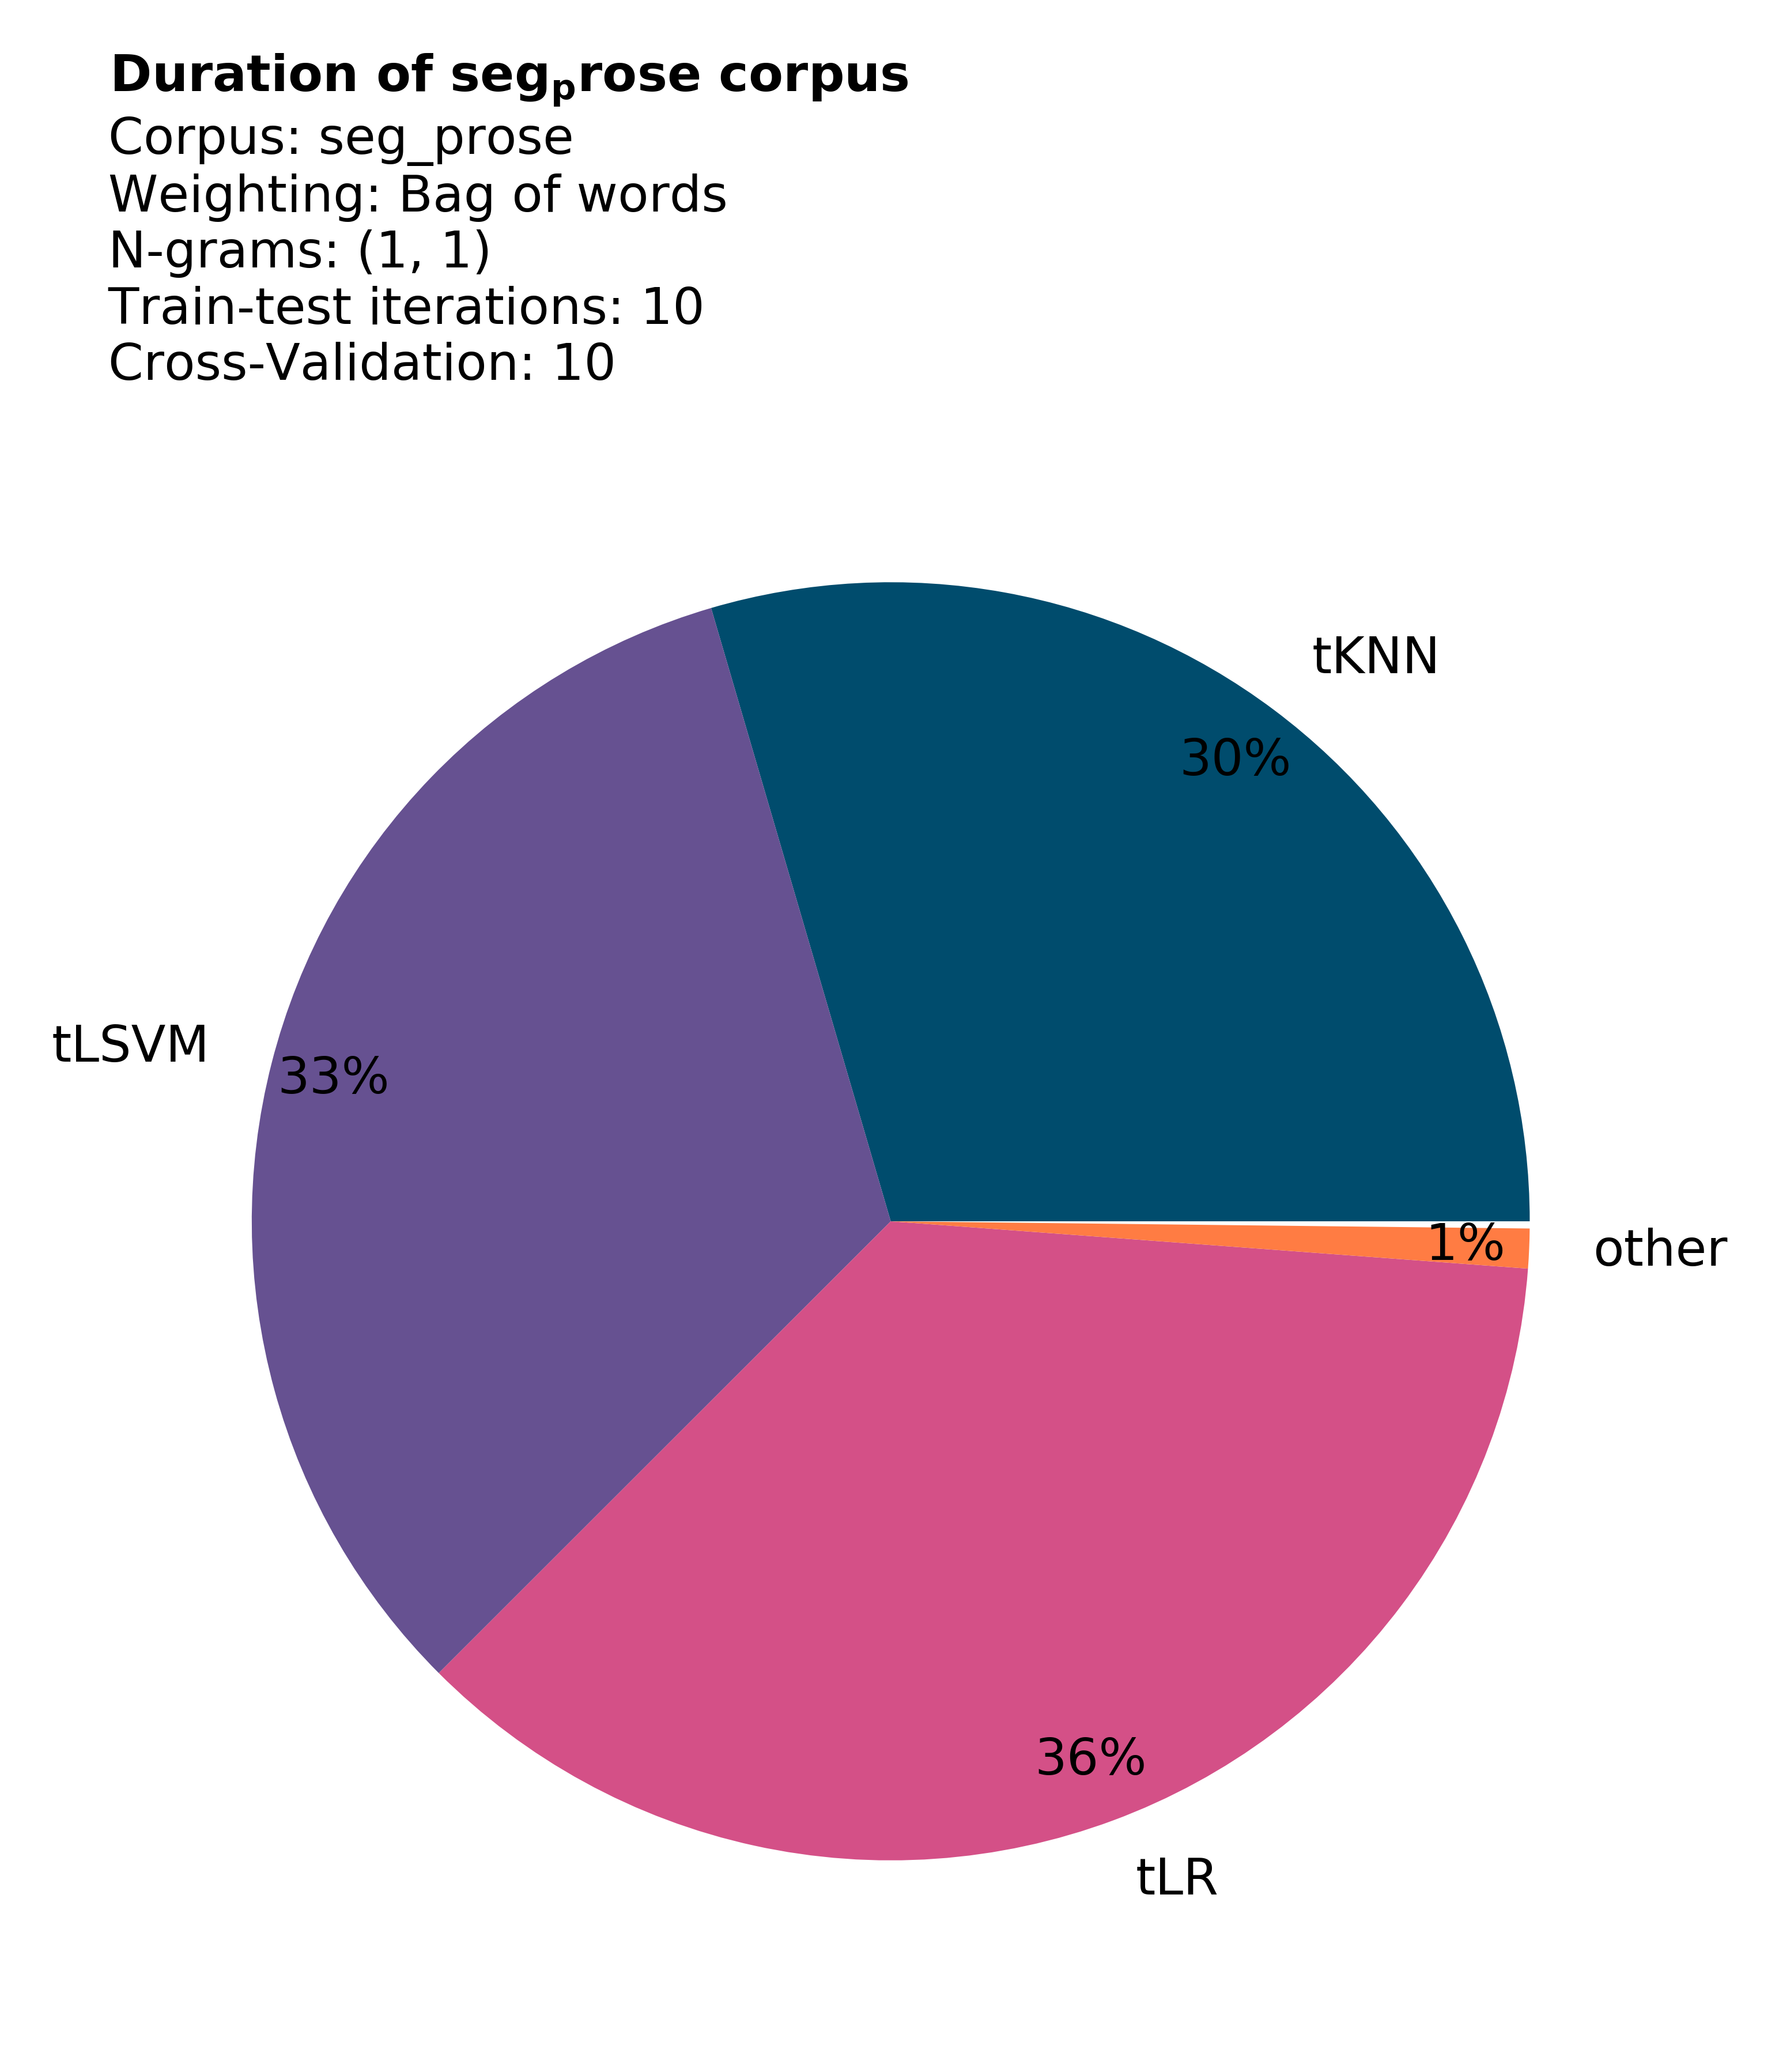 Duration of segₚrose corpus
Corpus: seg_prose
Weighting: Bag of words
N-grams: (1, 1)
Train-test iterations: 10
Cross-Validation: 10
tKNN
30%
tLSVM
33%
1%
other
36%
tLR